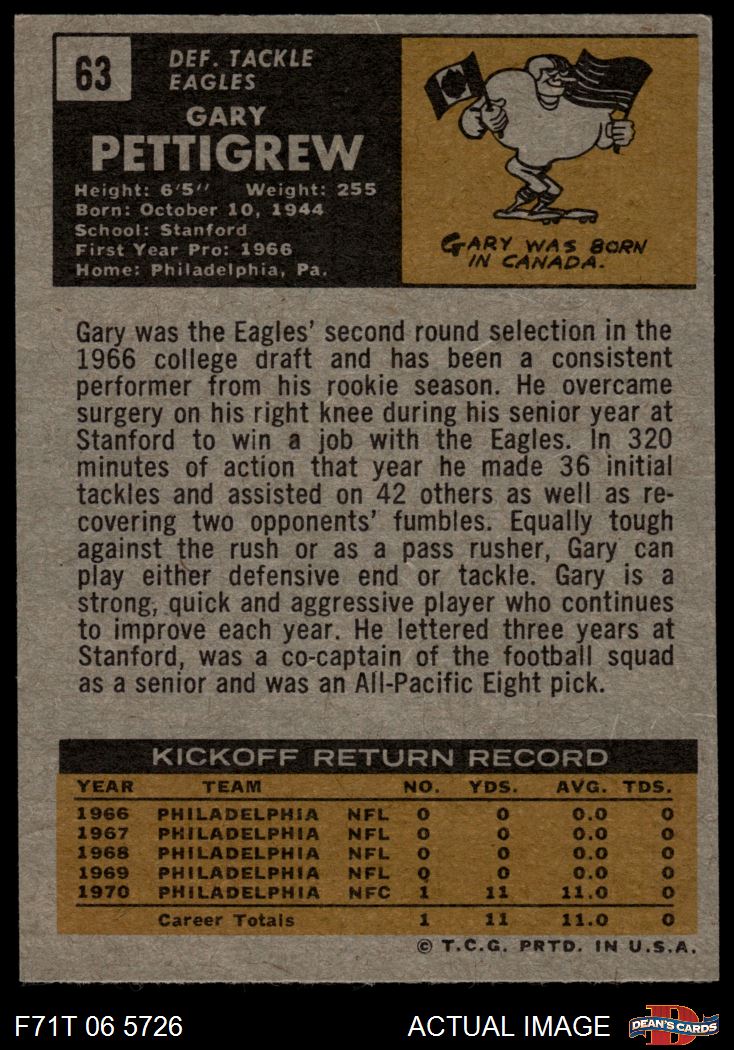 63
DEF. TACKLE
EAGLES
GARY
PETTIGREW
Height: 6'5'' Weight: 255
Born: October 10, 1944
School: Stanford
First Year Pro: 1966
Home: Philadelphia, Pa.
GARY WAS BORN
IN CANADA.
Gary was the Eagles' second round selection in the
1966 college draft and has been a consistent
performer from his rookie season. He overcame
surgery on his right knee during his senior year at
Stanford to win a job with the Eagles. In 320
minutes of action that year he made 36 initial
tackles and assisted on 42 others as well as re-
covering two opponents' fumbles. Equally tough
against the rush or as a pass rusher, Gary can
play either defensive end or tackle. Gary is a
strong, quick and aggressive player who continues
to improve each year. He lettered three years at
Stanford, was a co-captain of the football squad
as a senior and was an All-Pacific Eight pick.
KICKOFF RETURN RECORD
YEAR TEAM NO. YDS. AVG. TDS.
1966 PHILADELPHIA NFL 0 0 0.0 0
1967 PHILADELPHIA NFL 0 0 0.0 0
1968 PHILADELPHIA NFL 0 0 0.0 0
1969 PHILADELPHIA NFL 0 0 0.0 0
1970 PHILADELPHIA NFC 1 11 11.0 0
Career Totals 1 11 11.0 0
© T.C.G. PRTD. IN U.S.A.
F71T 06 5726 ACTUAL IMAGE DEAN'S CARDS